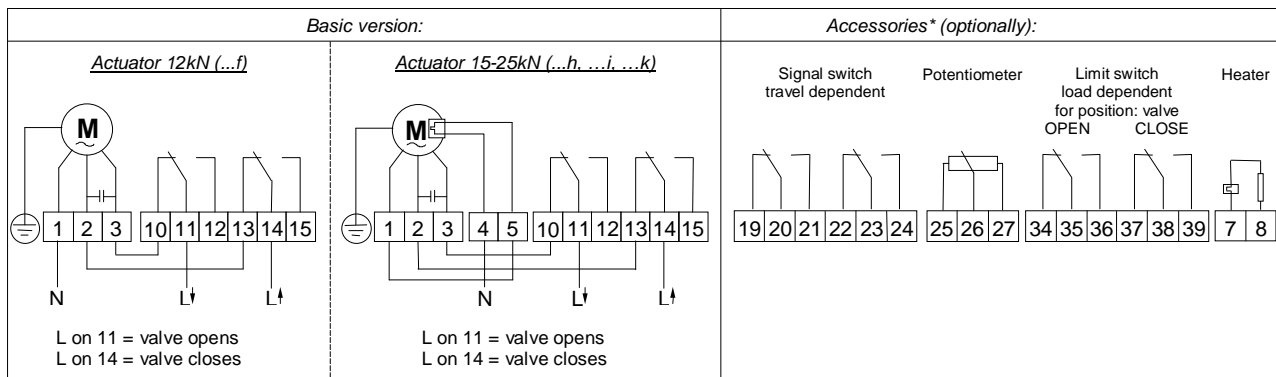 Basic version:
Accessories* (optionally):
Actuator 12kN (...f)
Actuator 15-25kN (...h, …i, …k)
Signal switch
travel dependent
Potentiometer
Limit switch
load dependent
for position: valve
OPEN CLOSE
Heater
M
M
1 2 3 10 11 12 13 14 15
1 2 3 4 5 10 11 12 13 14 15
19 20 21 22 23 24
25 26 27
34 35 36 37 38 39
7 8
N L L
N L L
L on 11 = valve opens
L on 14 = valve closes
L on 11 = valve opens
L on 14 = valve closes